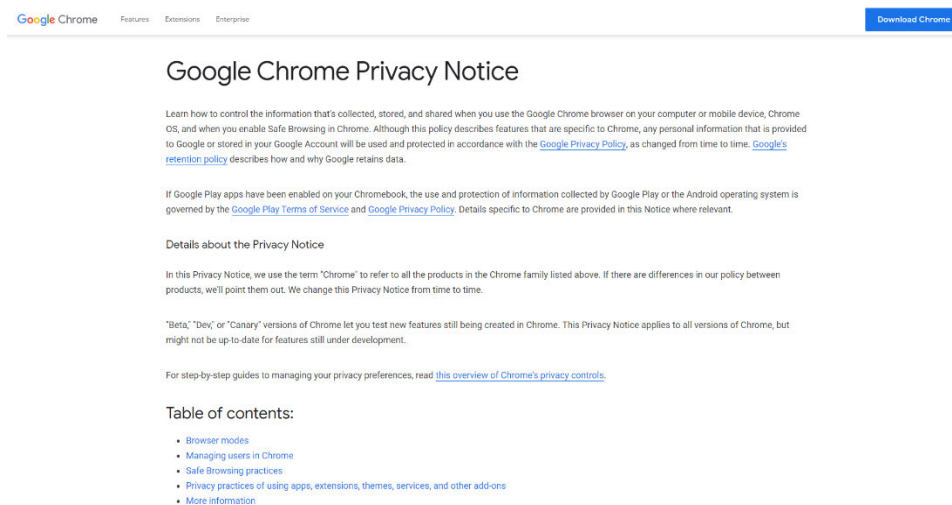 Google Chrome Features Extensions Enterprise Download Chrome
Google Chrome Privacy Notice
Learn how to control the information that's collected, stored, and shared when you use the Google Chrome browser on your computer or mobile device, Chrome
OS, and when you enable Safe Browsing in Chrome. Although this policy describes features that are specific to Chrome, any personal information that is provided
to Google or stored in your Google Account will be used and protected in accordance with the Google Privacy Policy, as changed from time to time. Google's
retention policy describes how and why Google retains data.
If Google Play apps have been enabled on your Chromebook, the use and protection of information collected by Google Play or the Android operating system is
governed by the Google Play Terms of Service and Google Privacy Policy. Details specific to Chrome are provided in this Notice where relevant.
Details about the Privacy Notice
In this Privacy Notice, we use the term "Chrome" to refer to all the products in the Chrome family listed above. If there are differences in our policy between
products, we'll point them out. We change this Privacy Notice from time to time.
"Beta," "Dev," or "Canary" versions of Chrome let you test new features still being created in Chrome. This Privacy Notice applies to all versions of Chrome, but
might not be up-to-date for features still under development.
For step-by-step guides to managing your privacy preferences, read this overview of Chrome's privacy controls.
Table of contents:
• Browser modes
• Managing users in Chrome
• Safe Browsing practices
• Privacy practices of using apps, extensions, themes, services, and other add-ons
• More information